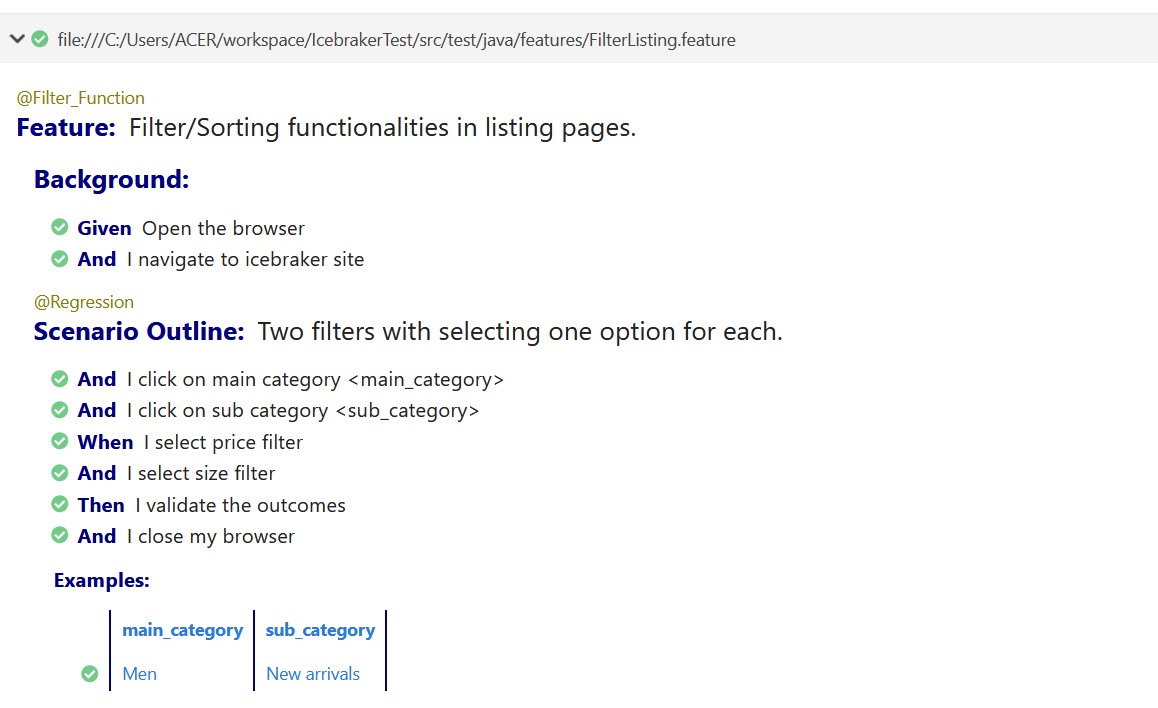 file:///C:/Users/ACER/workspace/IcebrakerTest/src/test/java/features/FilterListing.feature
@Filter_Function
Feature: Filter/Sorting functionalities in listing pages.
Background:
Given Open the browser
And I navigate to icebraker site
@Regression
Scenario Outline: Two filters with selecting one option for each.
And I click on main category <main_category>
And I click on sub category <sub_category>
When I select price filter
And I select size filter
Then I validate the outcomes
And I close my browser
Examples:
main_category sub_category
Men New arrivals